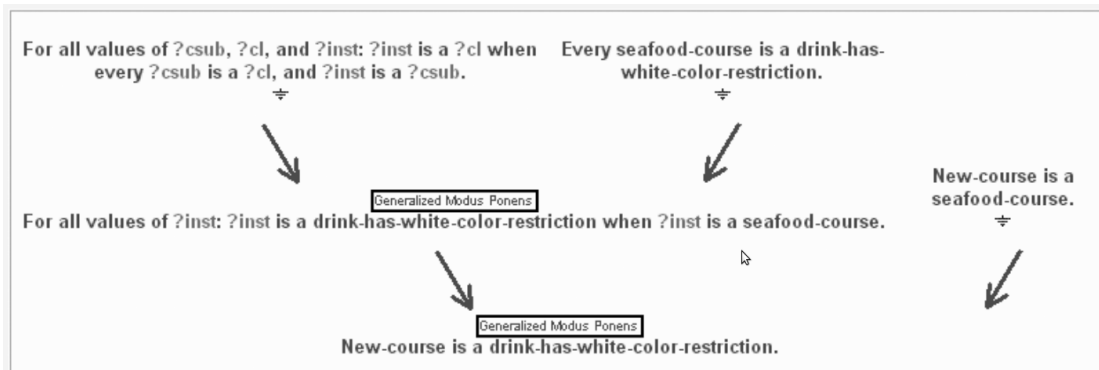 For all values of ?csub, ?cl, and ?inst: ?inst is a ?cl when
every ?csub is a ?cl, and ?inst is a ?csub.
Every seafood-course is a drink-has-
white-color-restriction.
New-course is a
seafood-course.
Generalized Modus Ponens
For all values of ?inst: ?inst is a drink-has-white-color-restriction when ?inst is a seafood-course.
Generalized Modus Ponens
New-course is a drink-has-white-color-restriction.